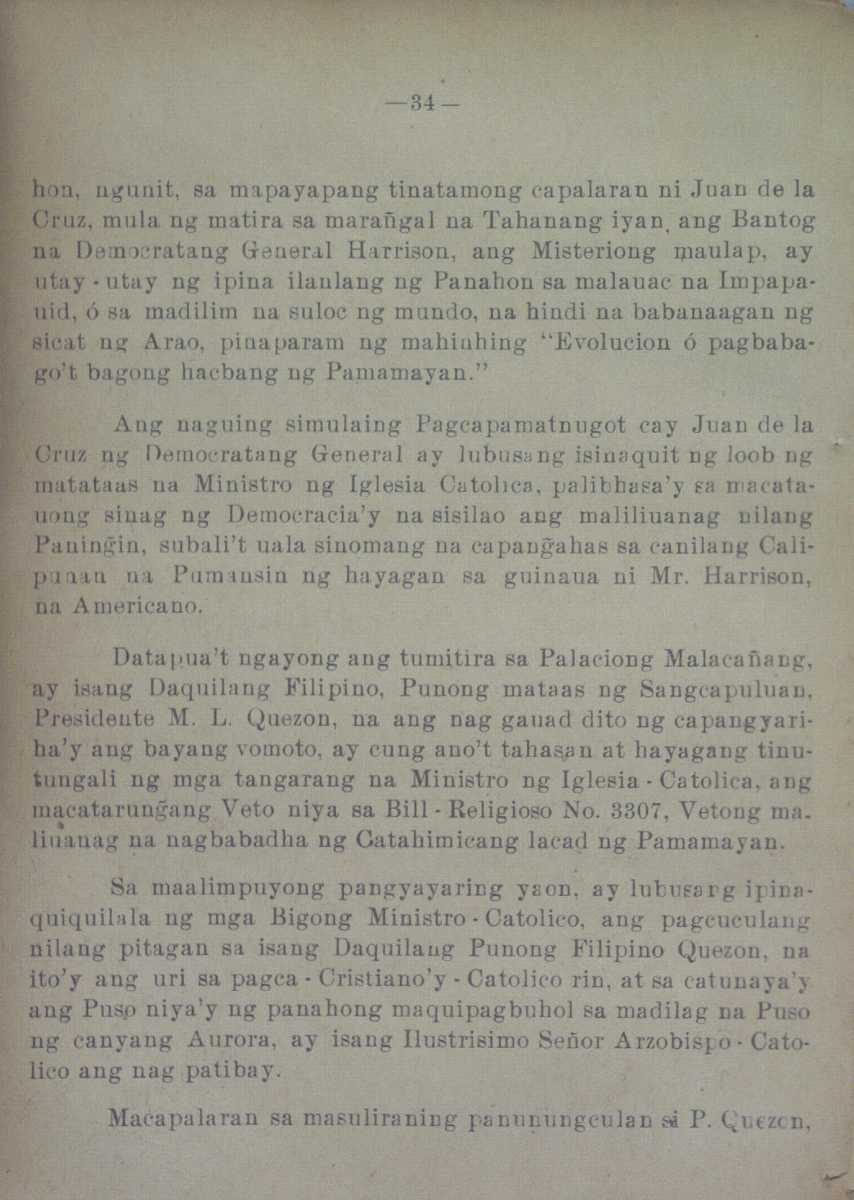 —34—
hon, ngunit, sa mapayapang tinatamong capalaran ni Juan de la
Cruz, mula ng matira sa marañgal na Tahanang iyan, ang Bantog
na Democratang General Harrison, ang Misteriong maulap, ay
utay-utay ng ipina ilanlang ng Panahon sa malauac na Impapa-
uid, ó sa madilim na suloc ng mundo, na hindi na babanaagan ng
sicat ng Arao, pinaparam ng mahinhing “Evolucion ó pagbaba-
go’t bagong hacbang ng Pamamayan.”
Ang naguing simulaing Pagcapamatnugot cay Juan de la
Cruz ng Democratang General ay lubusang isinaquit ng loob ng
matataas na Ministro ng Iglesia Catolica, palibhasa’y sa macata-
uong sinag ng Democracia’y na sisilao ang maliliuanag nilang
Paning̃in, subali’t uala sinomang na capang̃ahas sa canilang Cali-
punan na Pumansin ng hayagan sa guinaua ni Mr. Harrison,
na Americano.
Datapua’t ngayong ang tumitira sa Palaciong Malacañang,
ay isang Daquilang Filipino, Punong mataas ng Sangcapuluan,
Presidente M. L. Quezon, na ang nag gauad dito ng capangyari-
ha’y ang bayang vomoto, ay cung ano’t tahasan at hayagang tinu-
tungali ng mga tangarang na Ministro ng Iglesia-Catolica, ang
macatarung̃ang Veto niya sa Bill-Religioso No. 3307, Vetong ma-
liuanag na nagbabadha ng Catahimicang lacad ng Pamamayan.
Sa maalimpuyong pangyayaring yaon, ay lubusang ipina-
quiquilala ng mga Bigong Ministro-Catolico, ang pagcuculang
nilang pitagan sa isang Daquilang Punong Filipino Quezon, na
ito’y ang uri sa pagca-Cristiano’y-Catolico rin, at sa catunaya’y
ang Puso niya’y ng panahong maquipagbuhol sa madilag na Puso
ng canyang Aurora, ay isang Ilustrisimo Señor Arzobispo-Cato-
lico ang nag patibay.
Macapalaran sa masuliraning panunungculan si P. Quezon,